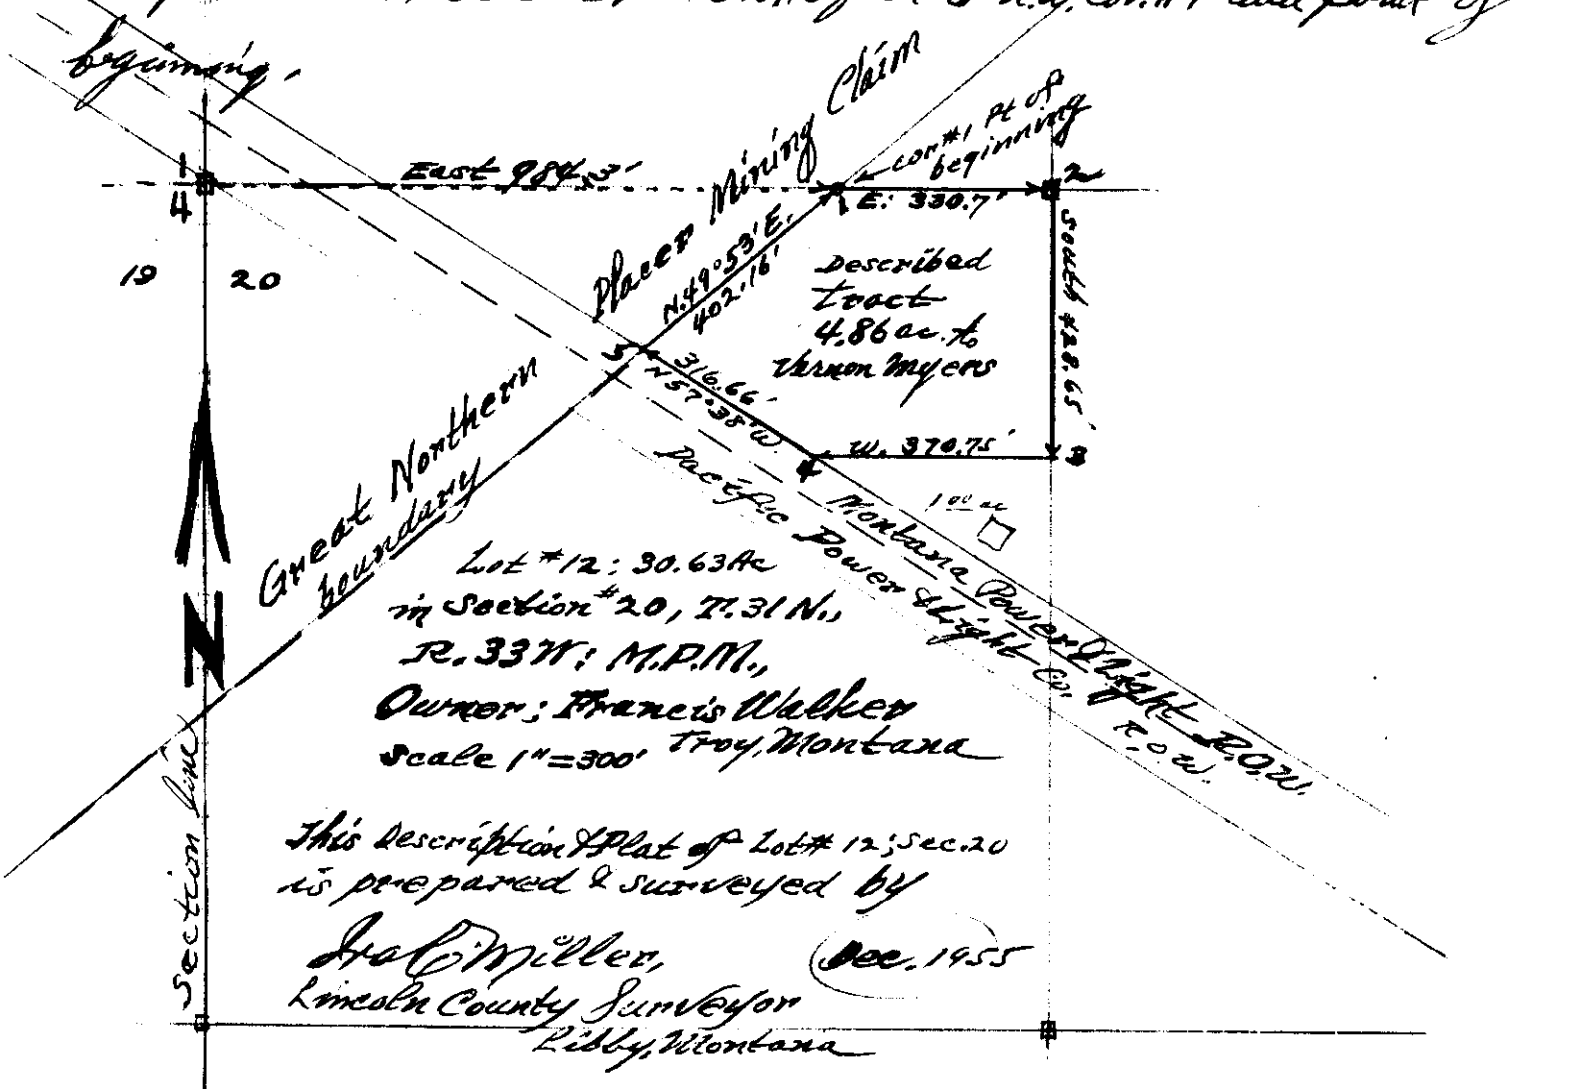 and point of
beginning.
East 984.3'
cor#1 Pt of
beginning
1
4
2
1
E: 330.7'
19
20
Placer Mining Claim
N.49°53'E.
402.16'
Described
Tract
4.86 ac. to
Vernon Myers
South 428.65'
5
316.66'
N57°38'W.
W. 370.75'
3
4
Great Northern
boundary
Montana Power & Light R.O.W.
Pacific Power & Light Co. R.O.W.
Lot #12: 30.63Ac
in Section #20, T.31N.,
R.33W: M.P.M.,
Owner: Francis Walker
Troy, Montana
Scale 1"=300'
N
Section line
This Description & Plat of Lot# 12; Sec.20
is prepared & surveyed by
Ira C. Miller,
Dec. 1955
Lincoln County Surveyor
Libby, Montana